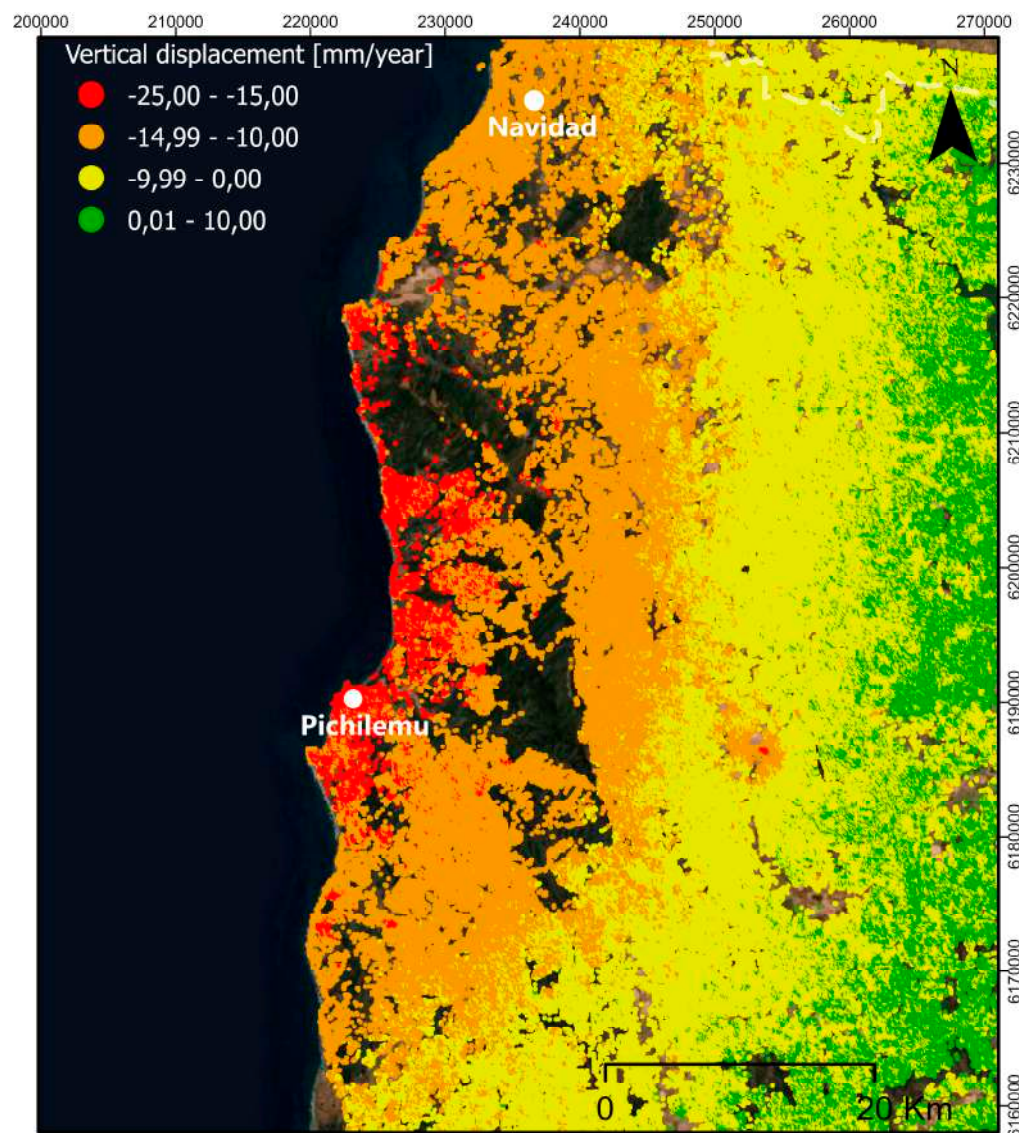 200000 210000 220000 230000 240000 250000 260000 270000
Vertical displacement [mm/year]
-25,00 - -15,00
-14,99 - -10,00
-9,99 - 0,00
0,01 - 10,00
N
Navidad
6230000
6220000
6210000
6200000
6190000
Pichilemu
6180000
6170000
6160000
0 20 Km